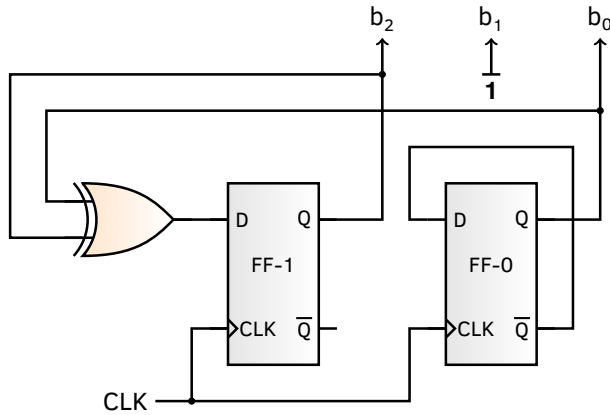 b₂ b₁ b₀
1
D Q D Q
FF-1 FF-0
CLK Q̅ CLK Q̅
CLK